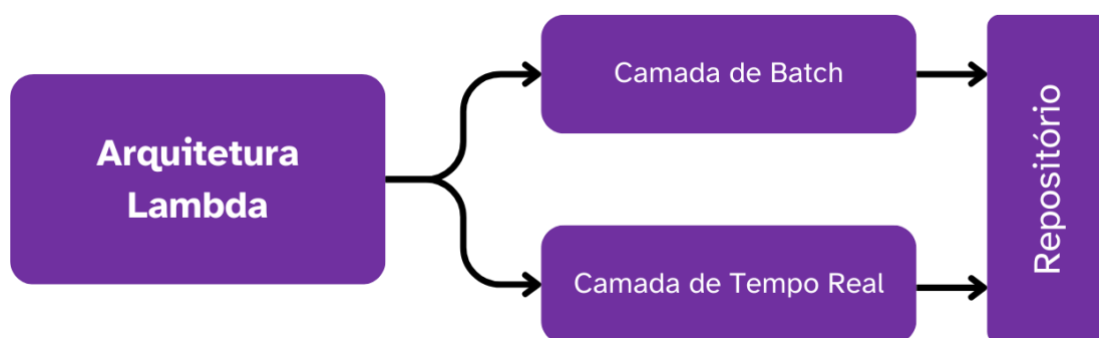 Arquitetura
Lambda
Camada de Batch
Camada de Tempo Real
Repositório